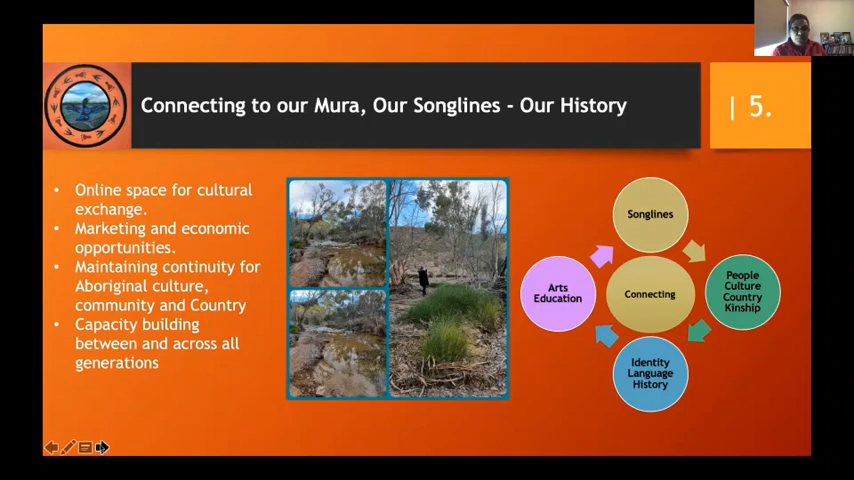 Connecting to our Mura, Our Songlines - Our History
| 5.
• Online space for cultural
exchange.
• Marketing and economic
opportunities.
• Maintaining continuity for
Aboriginal culture,
community and Country
• Capacity building
between and across all
generations
Songlines
People
Culture
Country
Kinship
Identity
Language
History
Arts
Education
Connecting